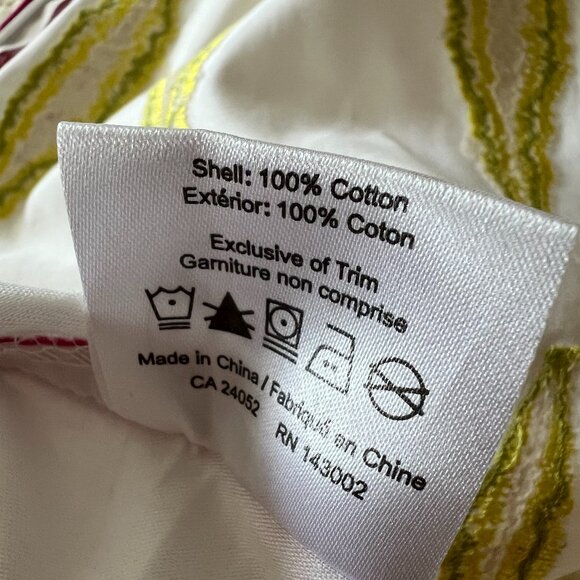 Shell: 100% Cotton
Extérior: 100% Coton
Exclusive of Trim
Garniture non comprise
Made in China / Fabriqué en Chine
CA 24052 RN 143002